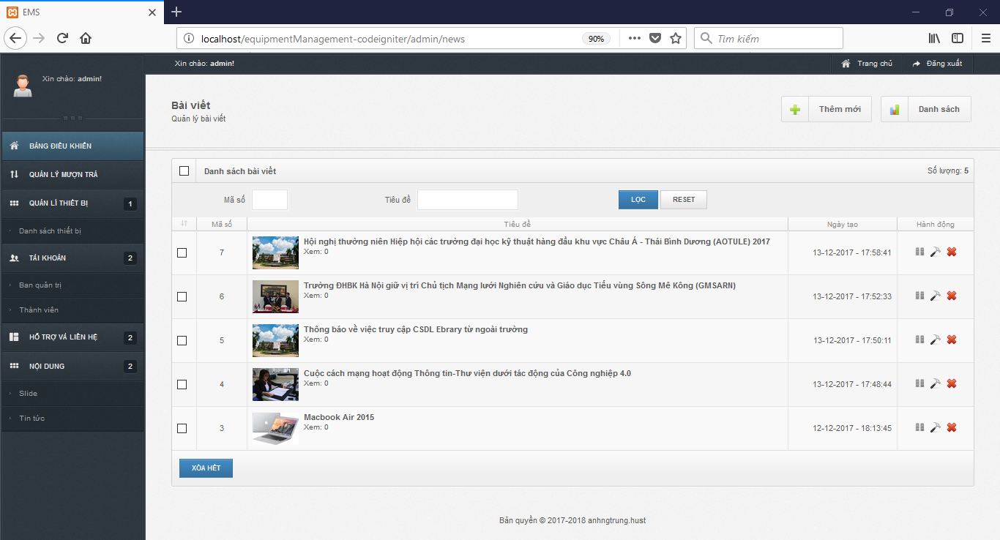 EMS
localhost/equipmentManagement-codeigniter/admin/news
90%
Tìm kiếm
Xin chào: admin!
Xin chào: admin!
Trang chủ
Đăng xuất
Bài viết
Quản lý bài viết
Thêm mới
Danh sách
BẢNG ĐIỀU KHIỂN
QUẢN LÝ MƯỢN TRẢ
QUẢN LÍ THIẾT BỊ
1
Danh sách thiết bị
TÀI KHOẢN
2
Ban quản trị
Thành viên
HỖ TRỢ VÀ LIÊN HỆ
2
NỘI DUNG
2
Slide
Tin tức
Danh sách bài viết
Số lượng: 5
Mã số
Tiêu đề
LỌC
RESET
Mã số
Tiêu đề
Ngày tạo
Hành động
7
Hội nghị thường niên Hiệp hội các trường đại học kỹ thuật hàng đầu khu vực Châu Á - Thái Bình Dương (AOTULE) 2017
Xem: 0
13-12-2017 - 17:58:41
6
Trường ĐHBK Hà Nội giữ vị trí Chủ tịch Mạng lưới Nghiên cứu và Giáo dục Tiểu vùng Sông Mê Kông (GMSARN)
Xem: 0
13-12-2017 - 17:52:33
5
Thông báo về việc truy cập CSDL Ebrary từ ngoài trường
Xem: 0
13-12-2017 - 17:50:11
4
Cuộc cách mạng hoạt động Thông tin-Thư viện dưới tác động của Công nghiệp 4.0
Xem: 0
13-12-2017 - 17:48:44
3
Macbook Air 2015
Xem: 0
12-12-2017 - 18:13:45
XÓA HẾT
Bản quyền © 2017-2018 anhngtrung.hust